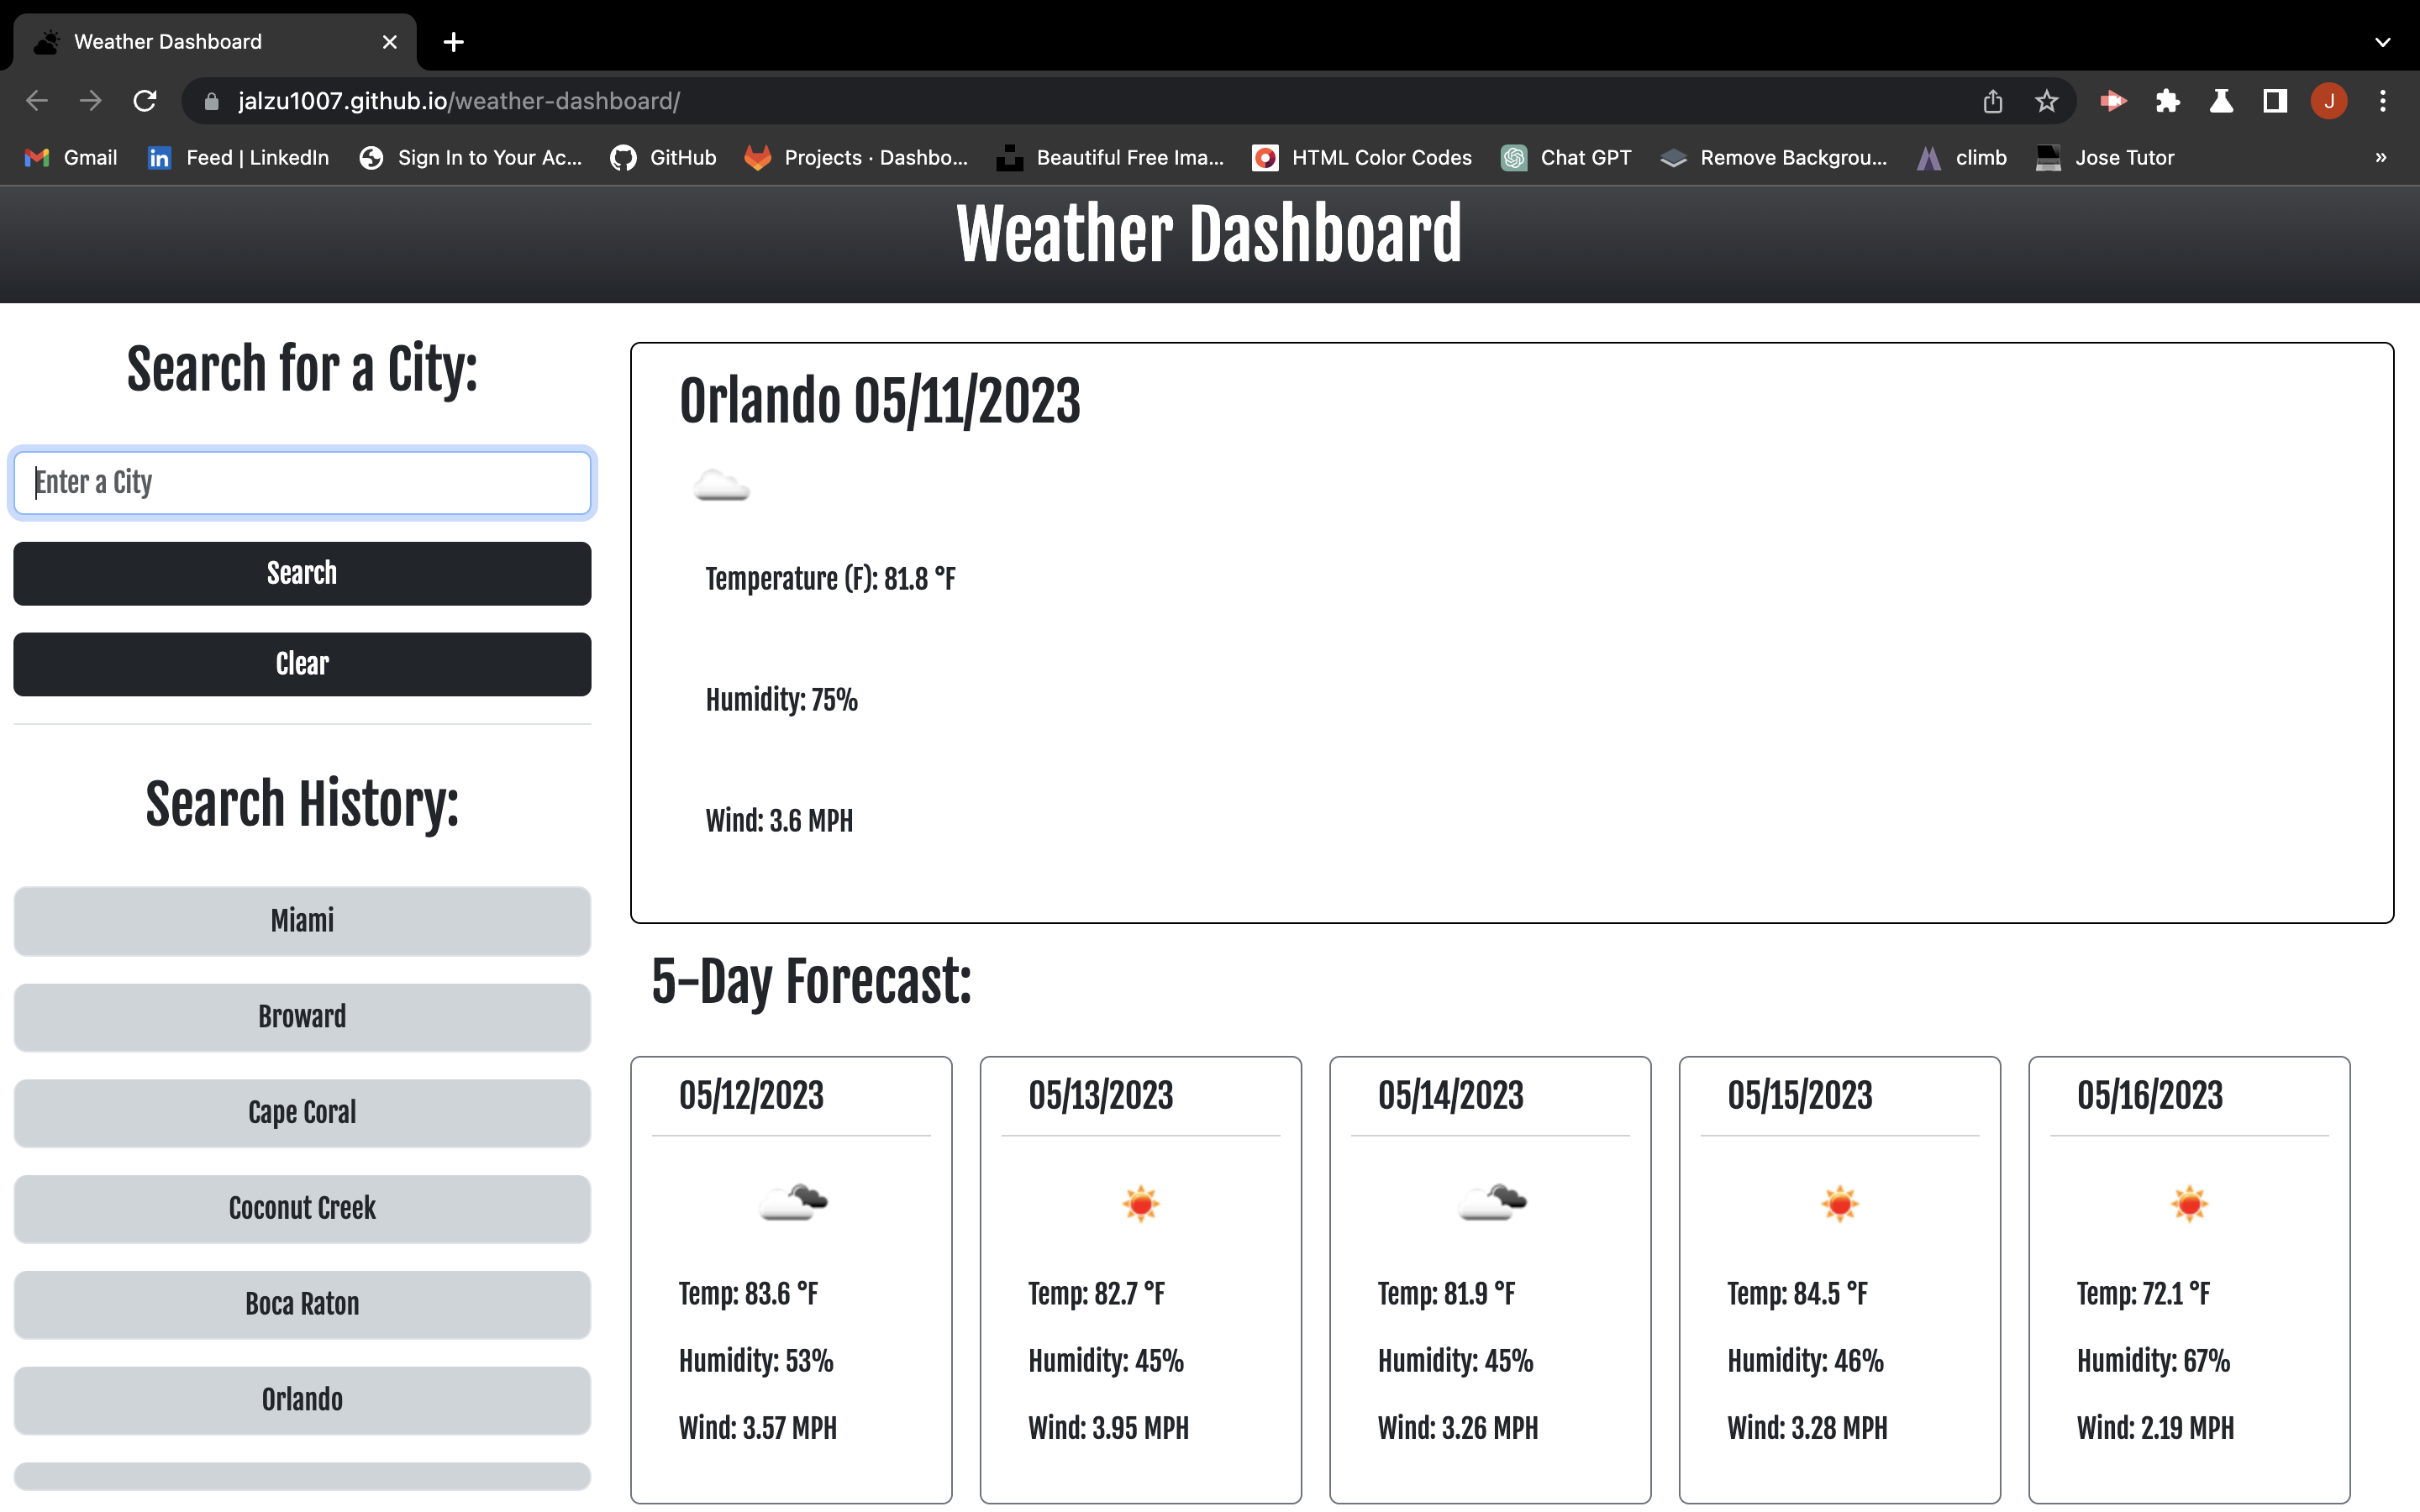 Weather Dashboard
jalzu1007.github.io/weather-dashboard/
J
Gmail
Feed | LinkedIn
Sign In to Your Ac...
GitHub
Projects · Dashbo...
Beautiful Free Ima...
HTML Color Codes
Chat GPT
Remove Backgrou...
climb
Jose Tutor
»
Weather Dashboard
Search for a City:
Enter a City
Search
Clear
Search History:
Miami
Broward
Cape Coral
Coconut Creek
Boca Raton
Orlando
Orlando 05/11/2023
Temperature (F): 81.8 °F
Humidity: 75%
Wind: 3.6 MPH
5-Day Forecast:
05/12/2023
Temp: 83.6 °F
Humidity: 53%
Wind: 3.57 MPH
05/13/2023
Temp: 82.7 °F
Humidity: 45%
Wind: 3.95 MPH
05/14/2023
Temp: 81.9 °F
Humidity: 45%
Wind: 3.26 MPH
05/15/2023
Temp: 84.5 °F
Humidity: 46%
Wind: 3.28 MPH
05/16/2023
Temp: 72.1 °F
Humidity: 67%
Wind: 2.19 MPH